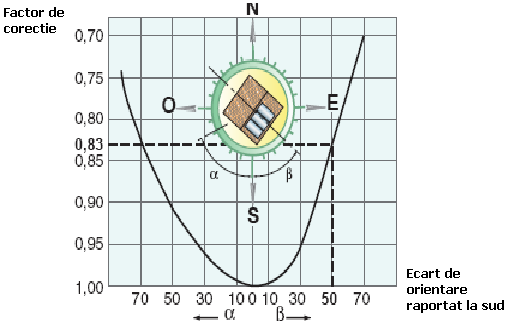 Factor de
corectie
N
0,70
0,75
O
E
0,80
0,83
0,85
α
β
0,90
S
0,95
1,00
70 50 30 10 0 10 30 50 70
α β
Ecart de
orientare
raportat la sud